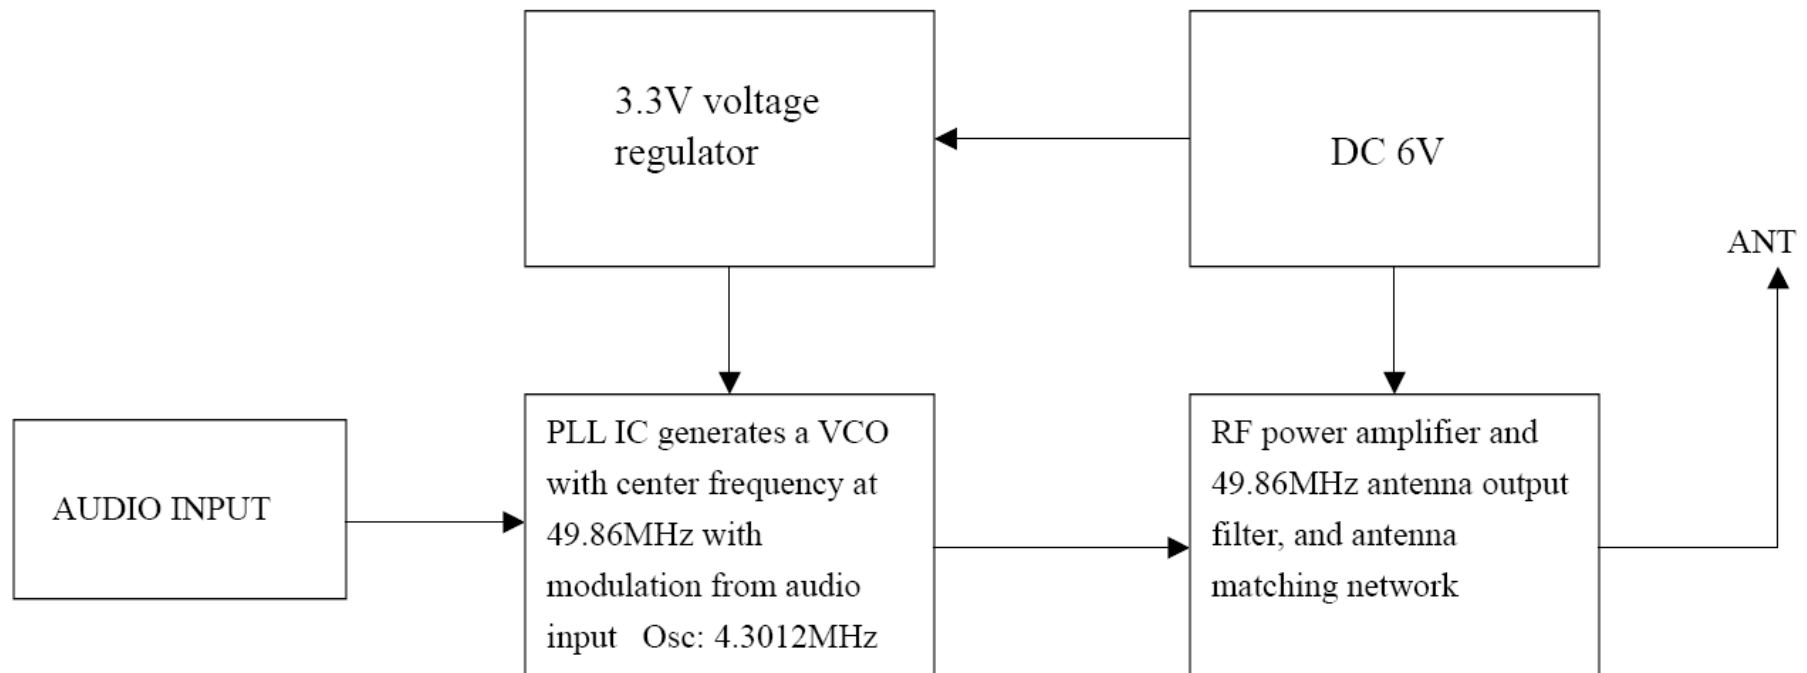 3.3V voltage
regulator
DC 6V
ANT
AUDIO INPUT
PLL IC generates a VCO
with center frequency at
49.86MHz with
modulation from audio
input   Osc: 4.3012MHz
RF power amplifier and
49.86MHz antenna output
filter, and antenna
matching network